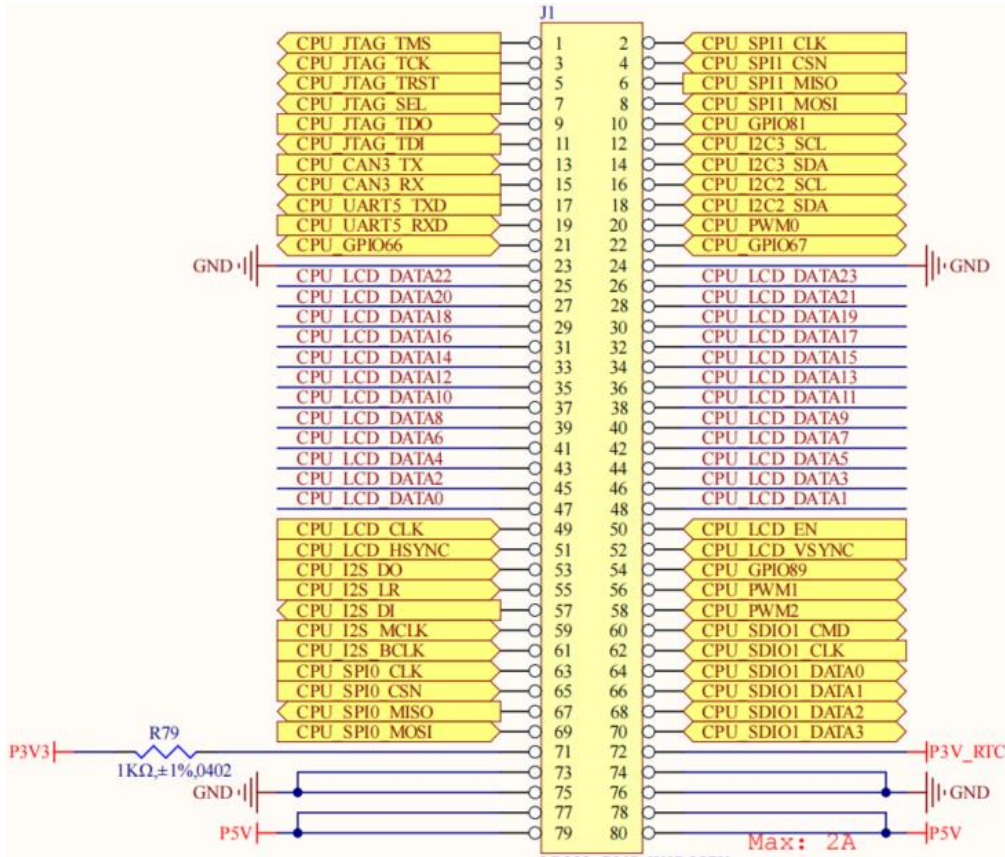 J1
CPU_JTAG_TMS 1 2 CPU_SPI1_CLK
CPU_JTAG_TCK 3 4 CPU_SPI1_CSN
CPU_JTAG_TRST 5 6 CPU_SPI1_MISO
CPU_JTAG_SEL 7 8 CPU_SPI1_MOSI
CPU_JTAG_TDO 9 10 CPU_GPIO81
CPU_JTAG_TDI 11 12 CPU_I2C3_SCL
CPU_CAN3_TX 13 14 CPU_I2C3_SDA
CPU_CAN3_RX 15 16 CPU_I2C2_SCL
CPU_UART5_TXD 17 18 CPU_I2C2_SDA
CPU_UART5_RXD 19 20 CPU_PWM0
CPU_GPIO66 21 22 CPU_GPIO67
GND 23 24 GND
CPU_LCD_DATA22 25 26 CPU_LCD_DATA23
CPU_LCD_DATA20 27 28 CPU_LCD_DATA21
CPU_LCD_DATA18 29 30 CPU_LCD_DATA19
CPU_LCD_DATA16 31 32 CPU_LCD_DATA17
CPU_LCD_DATA14 33 34 CPU_LCD_DATA15
CPU_LCD_DATA12 35 36 CPU_LCD_DATA13
CPU_LCD_DATA10 37 38 CPU_LCD_DATA11
CPU_LCD_DATA8 39 40 CPU_LCD_DATA9
CPU_LCD_DATA6 41 42 CPU_LCD_DATA7
CPU_LCD_DATA4 43 44 CPU_LCD_DATA5
CPU_LCD_DATA2 45 46 CPU_LCD_DATA3
CPU_LCD_DATA0 47 48 CPU_LCD_DATA1
CPU_LCD_CLK 49 50 CPU_LCD_EN
CPU_LCD_HSYNC 51 52 CPU_LCD_VSYNC
CPU_I2S_DO 53 54 CPU_GPIO89
CPU_I2S_LR 55 56 CPU_PWM1
CPU_I2S_DI 57 58 CPU_PWM2
CPU_I2S_MCLK 59 60 CPU_SDIO1_CMD
CPU_I2S_BCLK 61 62 CPU_SDIO1_CLK
CPU_SPI0_CLK 63 64 CPU_SDIO1_DATA0
CPU_SPI0_CSN 65 66 CPU_SDIO1_DATA1
CPU_SPI0_MISO 67 68 CPU_SDIO1_DATA2
CPU_SPI0_MOSI 69 70 CPU_SDIO1_DATA3
R79
P3V3 71 72 P3V_RTC
1KΩ,±1%,0402
73 74
GND 75 76 GND
77 78
P5V 79 80 P5V
Max: 2A